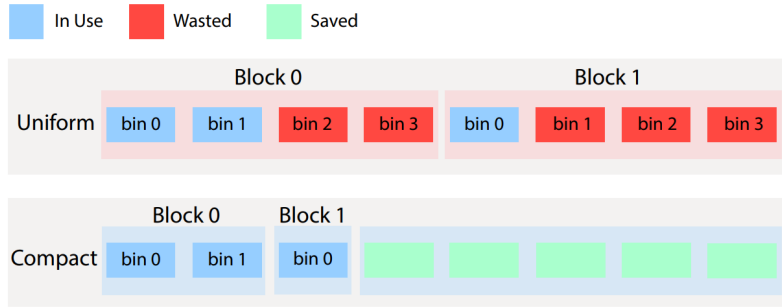 In Use Wasted Saved
Block 0 Block 1
Uniform bin 0 bin 1 bin 2 bin 3 bin 0 bin 1 bin 2 bin 3
Block 0 Block 1
Compact bin 0 bin 1 bin 0